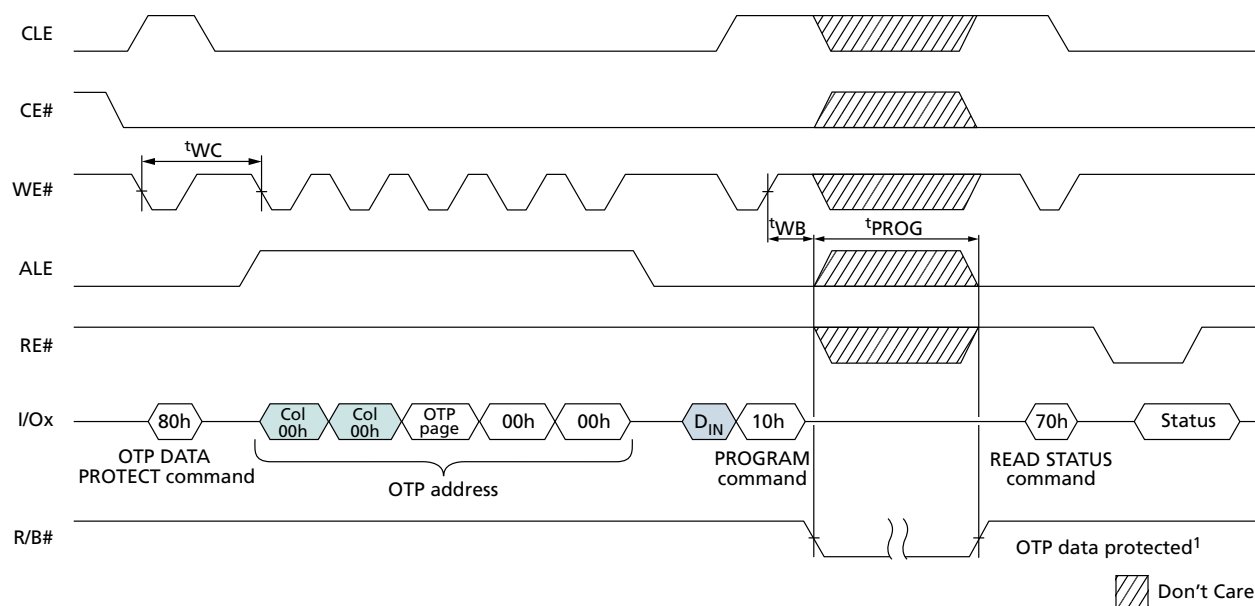 CLE
CE#
tWC
WE#
tWB
tPROG
ALE
RE#
I/Ox
80h
Col
00h
Col
00h
OTP
page
00h
00h
DIN
10h
70h
Status
OTP DATA
PROTECT command
OTP address
PROGRAM
command
READ STATUS
command
R/B#
OTP data protected1
Don't Care